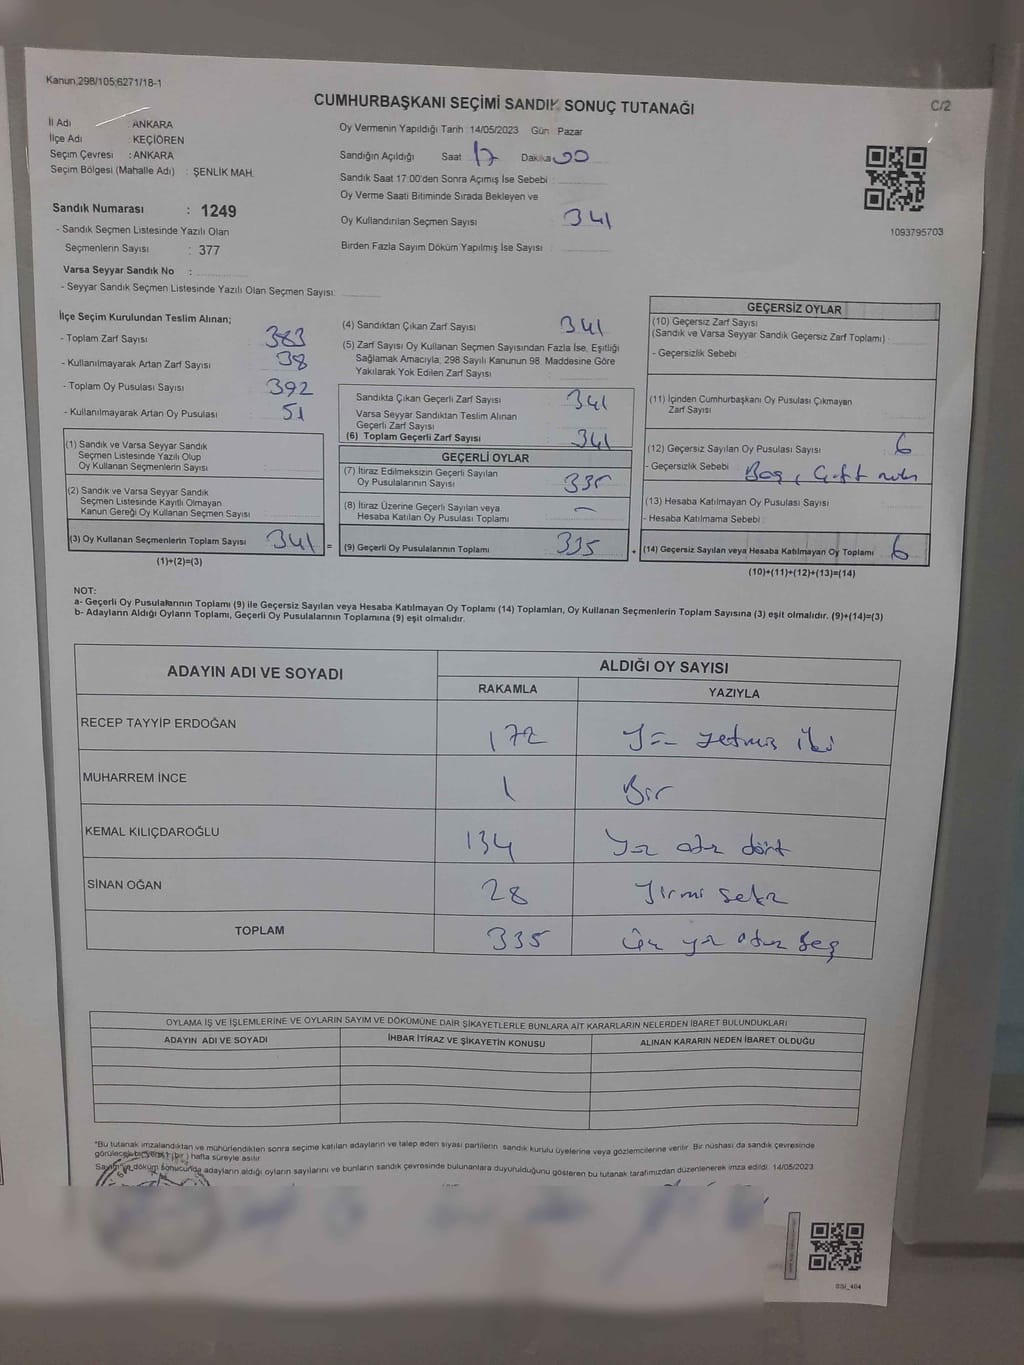 Kanun:298/105;6271/18-1
CUMHURBAŞKANI SEÇİMİ SANDIK SONUÇ TUTANAĞI
C/2
İl Adı : ANKARA
İlçe Adı : KEÇİÖREN
Seçim Çevresi : ANKARA
Seçim Bölgesi (Mahalle Adı) : ŞENLİK MAH.
Oy Vermenin Yapıldığı Tarih :14/05/2023 Gün : Pazar
Sandığın Açıldığı Saat 17 Dakika 00
Sandık Saat 17:00'den Sonra Açımış İse Sebebi :
Oy Verme Saati Bitiminde Sırada Bekleyen ve
Oy Kullandırılan Seçmen Sayısı 341
Birden Fazla Sayım Döküm Yapılmış İse Sayısı :
1093795703
Sandık Numarası : 1249
- Sandık Seçmen Listesinde Yazılı Olan
Seçmenlerin Sayısı : 377
Varsa Seyyar Sandık No :
- Seyyar Sandık Seçmen Listesinde Yazılı Olan Seçmen Sayısı:
İlçe Seçim Kurulundan Teslim Alınan;
- Toplam Zarf Sayısı : 383
- Kullanılmayarak Artan Zarf Sayısı : 38
- Toplam Oy Pusulası Sayısı : 392
- Kullanılmayarak Artan Oy Pusulası : 51
(1) Sandık ve Varsa Seyyar Sandık
Seçmen Listesinde Yazılı Olup
Oy Kullanan Seçmenlerin Sayısı :
(2) Sandık ve Varsa Seyyar Sandık
Seçmen Listesinde Kayıtlı Olmayan
Kanun Gereği Oy Kullanan Seçmen Sayısı :
(3) Oy Kullanan Seçmenlerin Toplam Sayısı : 341 =
(1)+(2)=(3)
(4) Sandıktan Çıkan Zarf Sayısı : 341
(5) Zarf Sayısı Oy Kullanan Seçmen Sayısından Fazla İse, Eşitliği
Sağlamak Amacıyla, 298 Sayılı Kanunun 98. Maddesine Göre
Yakılarak Yok Edilen Zarf Sayısı :
Sandıkta Çıkan Geçerli Zarf Sayısı : 341
Varsa Seyyar Sandıktan Teslim Alınan
Geçerli Zarf Sayısı :
(6) Toplam Geçerli Zarf Sayısı : 341
GEÇERLİ OYLAR
(7) İtiraz Edilmeksizin Geçerli Sayılan
Oy Pusulalarının Sayısı : 335
(8) İtiraz Üzerine Geçerli Sayılan veya
Hesaba Katılan Oy Pusulası Toplamı : -
(9) Geçerli Oy Pusulalarının Toplamı : 335 +
GEÇERSİZ OYLAR
(10) Geçersiz Zarf Sayısı
(Sandık ve Varsa Seyyar Sandık Geçersiz Zarf Toplamı) :
- Geçersizlik Sebebi :
(11) İçinden Cumhurbaşkanı Oy Pusulası Çıkmayan
Zarf Sayısı :
(12) Geçersiz Sayılan Oy Pusulası Sayısı : 6
- Geçersizlik Sebebi : Boş, Çift
(13) Hesaba Katılmayan Oy Pusulası Sayısı :
- Hesaba Katılmama Sebebi :
(14) Geçersiz Sayılan veya Hesaba Katılmayan Oy Toplamı : 6
(10)+(11)+(12)+(13)=(14)
NOT:
a- Geçerli Oy Pusulalarının Toplamı (9) ile Geçersiz Sayılan veya Hesaba Katılmayan Oy Toplamı (14) Toplamları, Oy Kullanan Seçmenlerin Toplam Sayısına (3) eşit olmalıdır. (9)+(14)=(3)
b- Adayların Aldığı Oyların Toplamı, Geçerli Oy Pusulalarının Toplamına (9) eşit olmalıdır.
ADAYIN ADI VE SOYADI ALDIĞI OY SAYISI
RAKAMLA YAZIYLA
RECEP TAYYİP ERDOĞAN 172 Yüz yetmiş iki
MUHARREM İNCE 1 Bir
KEMAL KILIÇDAROĞLU 134 Yüz otuz dört
SİNAN OĞAN 28 Yirmi sekiz
TOPLAM 335 üç yüz otuz beş
OYLAMA İŞ VE İŞLEMLERİNE VE OYLARIN SAYIM VE DÖKÜMÜNE DAİR ŞİKAYETLERLE BUNLARA AİT KARARLARIN NELERDEN İBARET BULUNDUKLARI
ADAYIN ADI VE SOYADI İHBAR İTİRAZ VE ŞİKAYETİN KONUSU ALINAN KARARIN NEDEN İBARET OLDUĞU
*Bu tutanak imzalandıktan ve mühürlendikten sonra seçime katılan adayların ve talep eden siyasi partilerin sandık kurulu üyelerine veya gözlemcilerine verilir. Bir nüshası da sandık çevresinde
görülecek bir yere 1 (bir) hafta süreyle asılır.
Sayım ve döküm sonucunda adayların aldığı oyların sayılarını ve bunların sandık çevresinde bulunanlara duyurulduğunu gösteren bu tutanak tarafımızdan düzenlenerek imza edildi. 14/05/2023